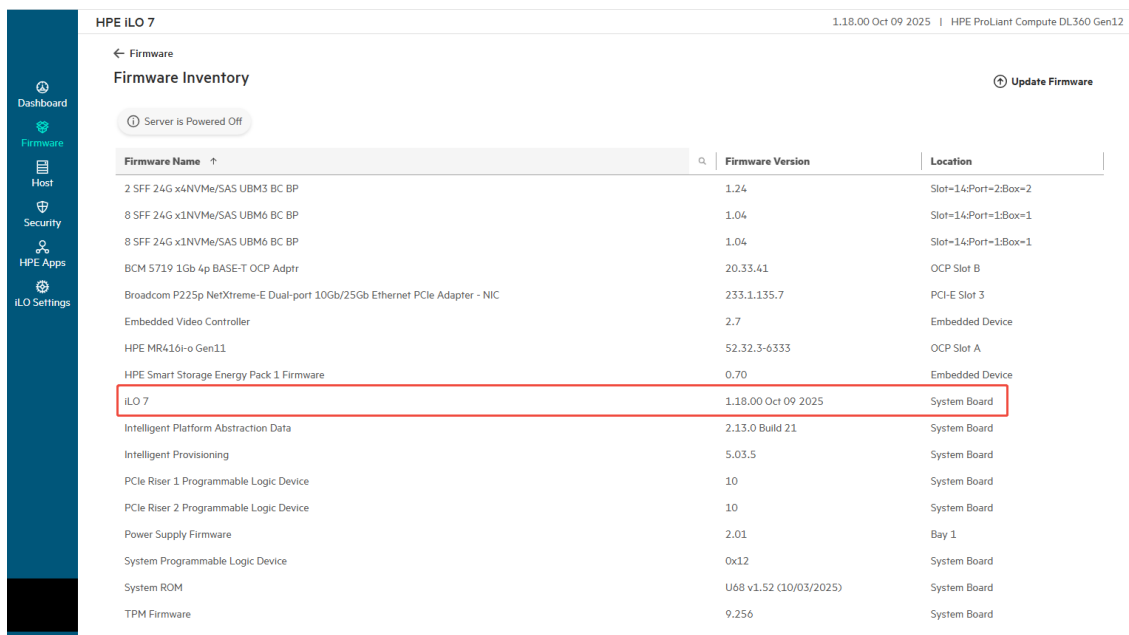 HPE iLO 7
1.18.00 Oct 09 2025 | HPE ProLiant Compute DL360 Gen12
Dashboard
Firmware
Host
Security
HPE Apps
iLO Settings
← Firmware
Firmware Inventory
Update Firmware
Server is Powered Off
Firmware Name ↑ Firmware Version Location
2 SFF 24G x4NVMe/SAS UBM3 BC BP 1.24 Slot=14:Port=2:Box=2
8 SFF 24G x1NVMe/SAS UBM6 BC BP 1.04 Slot=14:Port=1:Box=1
8 SFF 24G x1NVMe/SAS UBM6 BC BP 1.04 Slot=14:Port=1:Box=1
BCM 5719 1Gb 4p BASE-T OCP Adptr 20.33.41 OCP Slot B
Broadcom P225p NetXtreme-E Dual-port 10Gb/25Gb Ethernet PCIe Adapter - NIC 233.1.135.7 PCI-E Slot 3
Embedded Video Controller 2.7 Embedded Device
HPE MR416i-o Gen11 52.32.3-6333 OCP Slot A
HPE Smart Storage Energy Pack 1 Firmware 0.70 Embedded Device
iLO 7 1.18.00 Oct 09 2025 System Board
Intelligent Platform Abstraction Data 2.13.0 Build 21 System Board
Intelligent Provisioning 5.03.5 System Board
PCIe Riser 1 Programmable Logic Device 10 System Board
PCIe Riser 2 Programmable Logic Device 10 System Board
Power Supply Firmware 2.01 Bay 1
System Programmable Logic Device 0x12 System Board
System ROM U68 v1.52 (10/03/2025) System Board
TPM Firmware 9.256 System Board